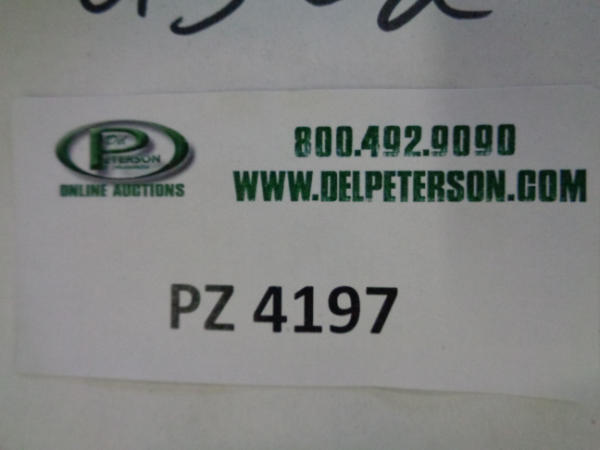 Del
PETERSON
ONLINE AUCTIONS
800.492.9090
WWW.DELPETERSON.COM
PZ 4197